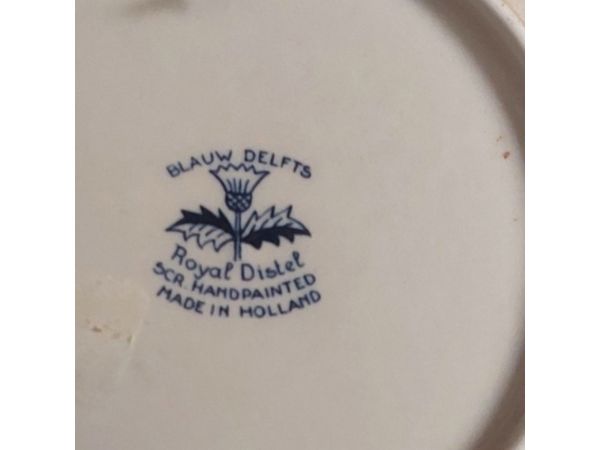 BLAUW DELFTS
Royal Distel
SCR. HANDPAINTED
MADE IN HOLLAND